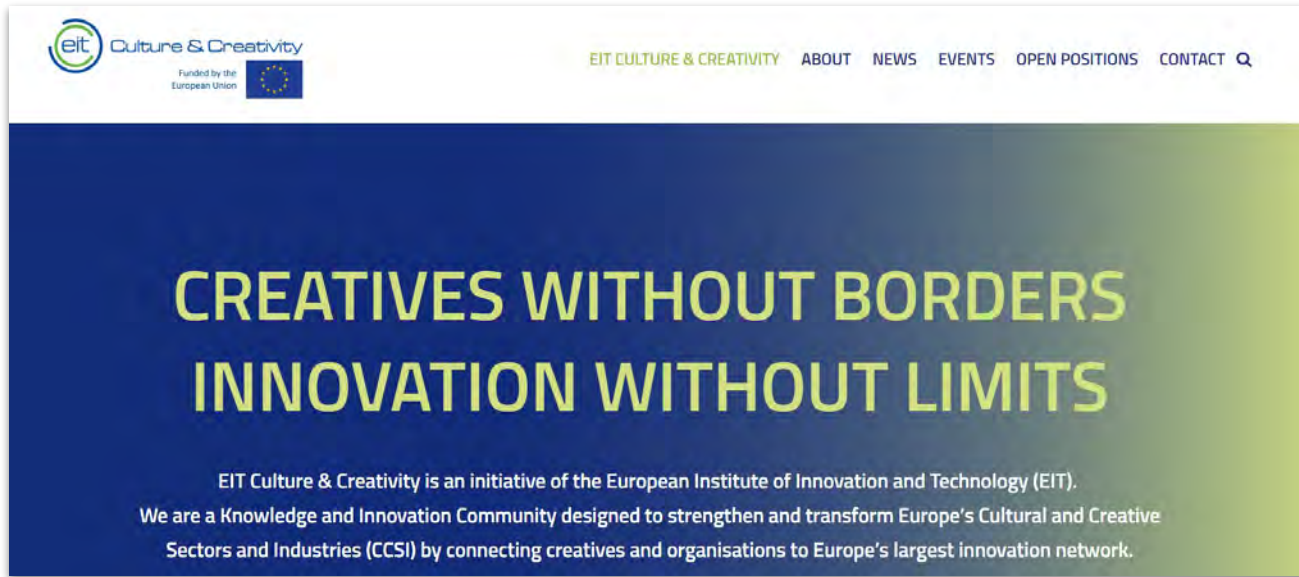 eit Culture & Creativity
Funded by the
European Union
EIT CULTURE & CREATIVITY ABOUT NEWS EVENTS OPEN POSITIONS CONTACT
CREATIVES WITHOUT BORDERS
INNOVATION WITHOUT LIMITS
EIT Culture & Creativity is an initiative of the European Institute of Innovation and Technology (EIT).
We are a Knowledge and Innovation Community designed to strengthen and transform Europe's Cultural and Creative
Sectors and Industries (CCSI) by connecting creatives and organisations to Europe's largest innovation network.